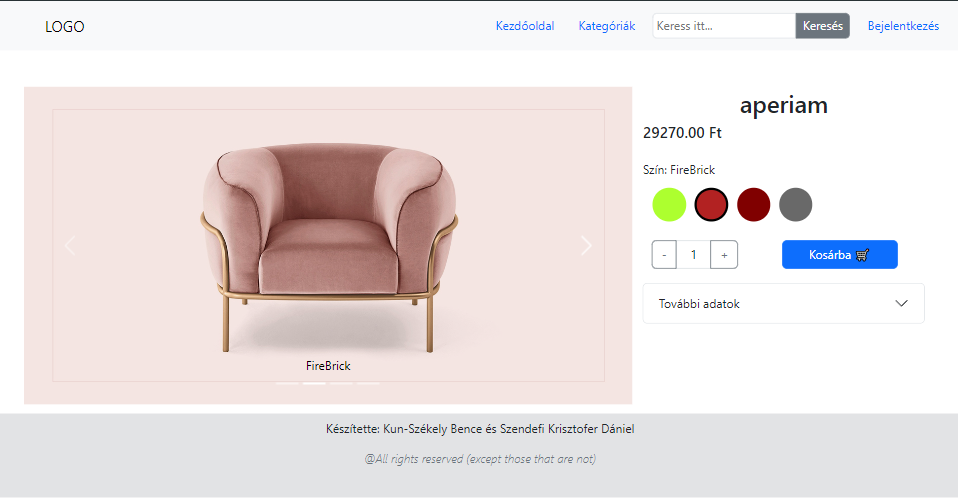 LOGO
Kezdőoldal
Kategóriák
Keress itt...
Keresés
Bejelentkezés
aperiam
29270.00 Ft
Szín: FireBrick
- 1 +
Kosárba
További adatok
FireBrick
Készítette: Kun-Székely Bence és Szendefi Krisztofer Dániel
@All rights reserved (except those that are not)